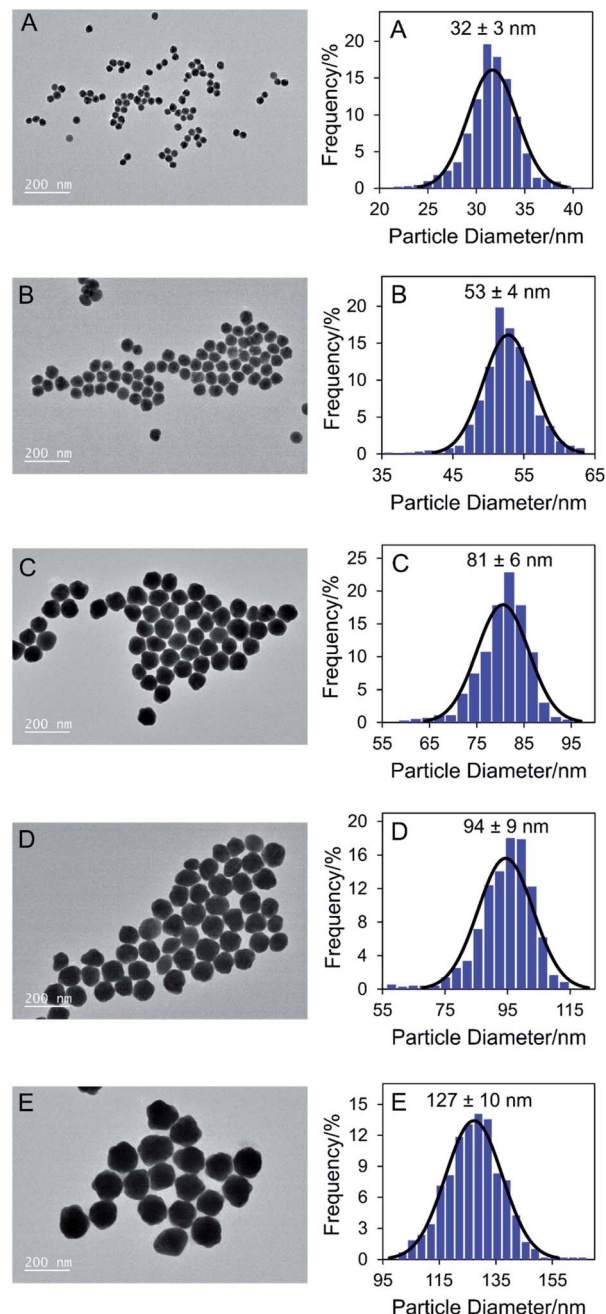 A
200 nm
A
32 ± 3 nm
Frequency/%
20
15
10
5
0
20 25 30 35 40
Particle Diameter/nm
B
200 nm
B
53 ± 4 nm
Frequency/%
20
15
10
5
0
35 45 55 65
Particle Diameter/nm
C
200 nm
C
81 ± 6 nm
Frequency/%
25
20
15
10
5
0
55 65 75 85 95
Particle Diameter/nm
D
200 nm
D
94 ± 9 nm
Frequency/%
20
16
12
8
4
0
55 75 95 115
Particle Diameter/nm
E
200 nm
E
127 ± 10 nm
Frequency/%
15
12
9
6
3
0
95 115 135 155
Particle Diameter/nm